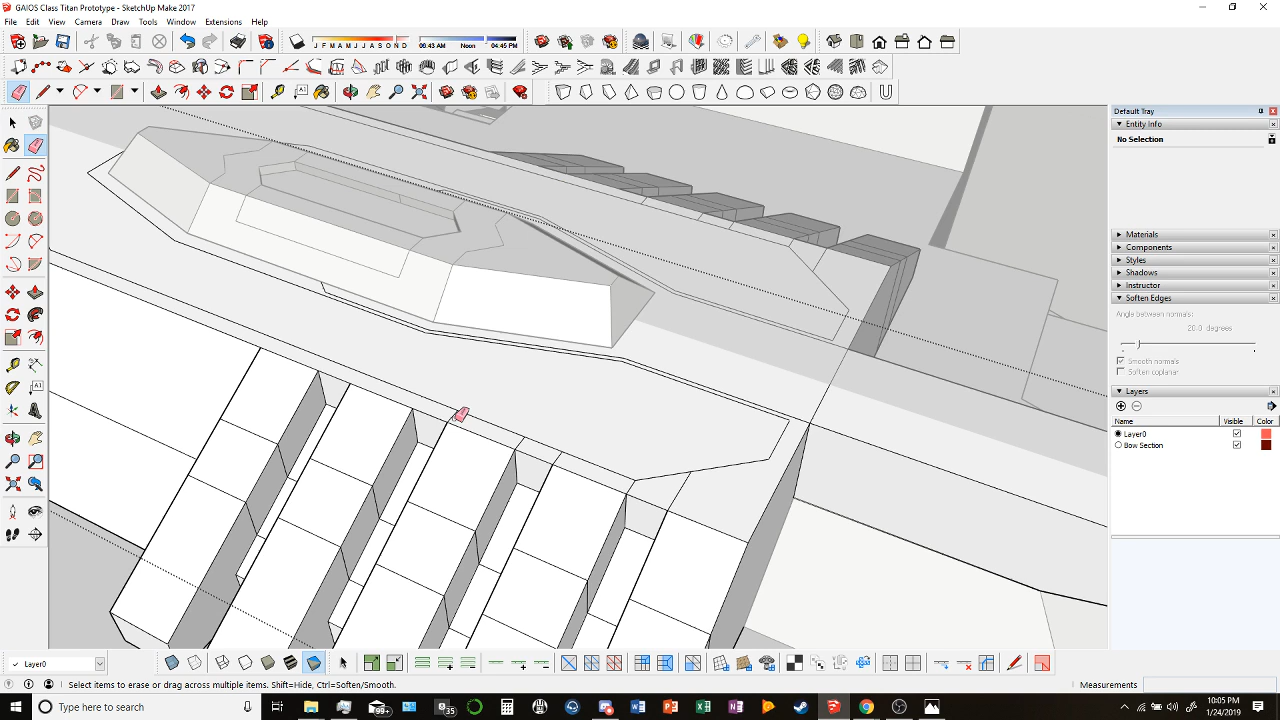 GAIOS Class Titan Prototype - SketchUp Make 2017
File Edit View Camera Draw Tools Window Extensions Help
J F M A M J J A S O N D
06:43 AM Noon 04:45 PM
Default Tray
Entity Info
No Selection
Materials
Components
Styles
Shadows
Instructor
Soften Edges
Angle between normals:
20.0 degrees
Smooth normals
Soften coplanar
Layers
Name Visible Color
Layer0
Bow Section
Layer0
Select items to erase or drag across multiple items. Shift=Hide, Ctrl=Soften/Smooth.
Measurements
Type here to search
99+
35
10:05 PM
1/24/2019